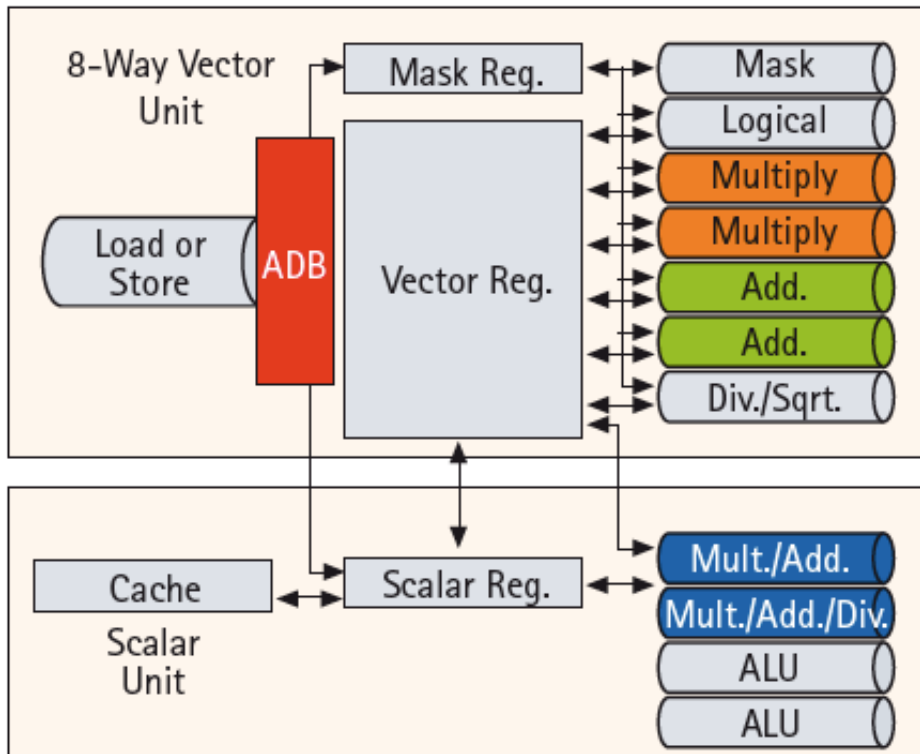 8-Way Vector
Unit
Mask Reg.
Mask
Logical
Multiply
Multiply
Add.
Add.
Div./Sqrt.
Load or
Store
ADB
Vector Reg.
Cache
Scalar
Unit
Scalar Reg.
Mult./Add.
Mult./Add./Div.
ALU
ALU